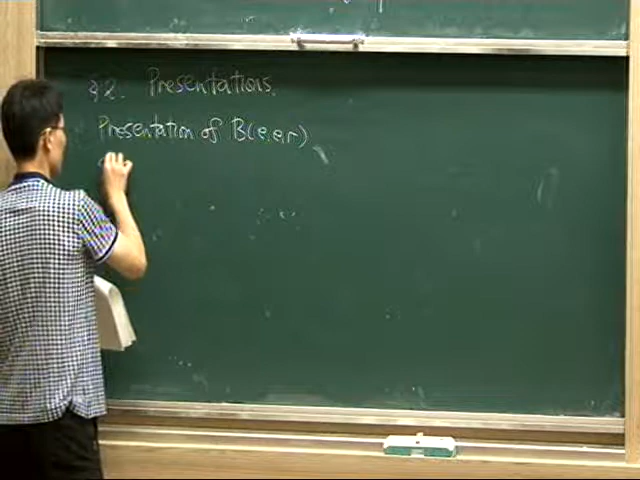 §2. Presentations.
Presentation of B(e,e,r)